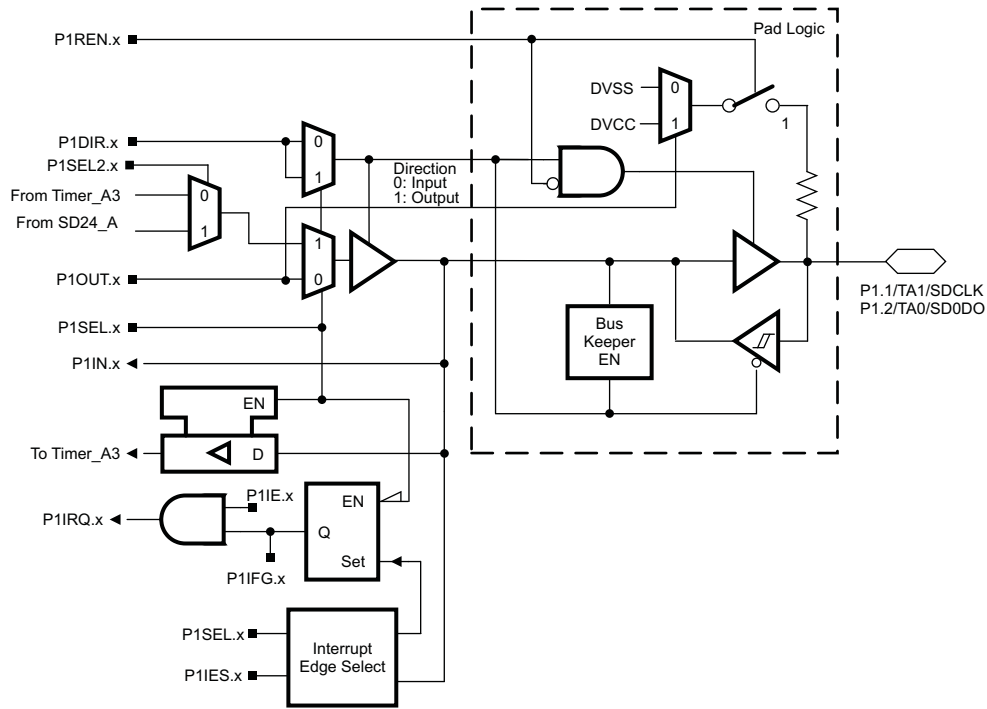 P1REN.x
Pad Logic
DVSS
0
DVCC
1
1
P1DIR.x
0
1
P1SEL2.x
Direction
0: Input
1: Output
From Timer_A3
0
From SD24_A
1
1
P1OUT.x
0
P1.1/TA1/SDCLK
P1.2/TA0/SD0DO
P1SEL.x
Bus
Keeper
EN
P1IN.x
EN
To Timer_A3
D
P1IE.x
EN
P1IRQ.x
Q
Set
P1IFG.x
P1SEL.x
Interrupt
Edge Select
P1IES.x